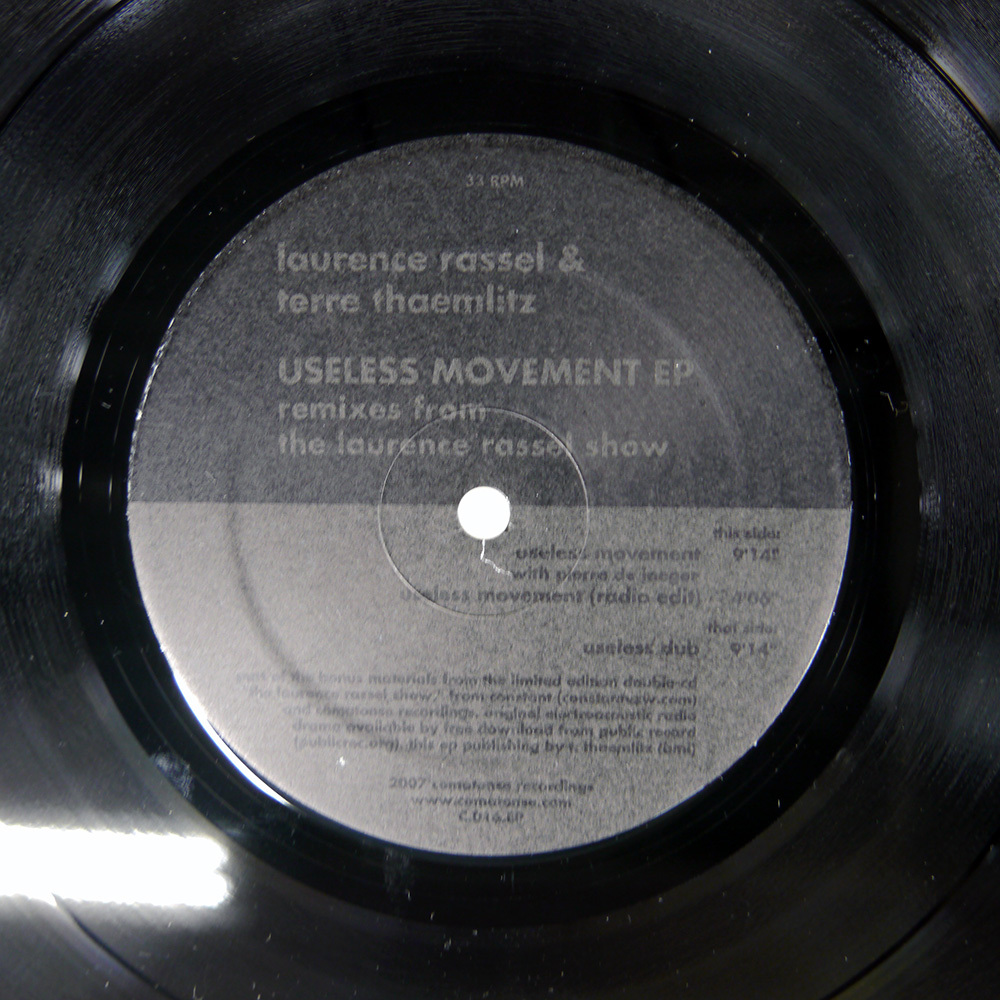 33 RPM
laurence rassel &
terre thaemlitz
USELESS MOVEMENT EP
remixes from
the laurence rassel show
this side:
useless movement 9'14"
with pierre de jaeger
useless movement (radio edit) 4'06"
that side:
useless dub 9'14"
part of the bonus materials from the limited edition double-cd
"the laurence rassel show," from constant (constantvzw.com)
and comatonse recordings. original electroacoustic radio
drama available by free download from public record
(publicrec.org). this ep publishing by t. thaemlitz (bmi)
2007 comatonse recordings
www.comatonse.com
C.016.EP